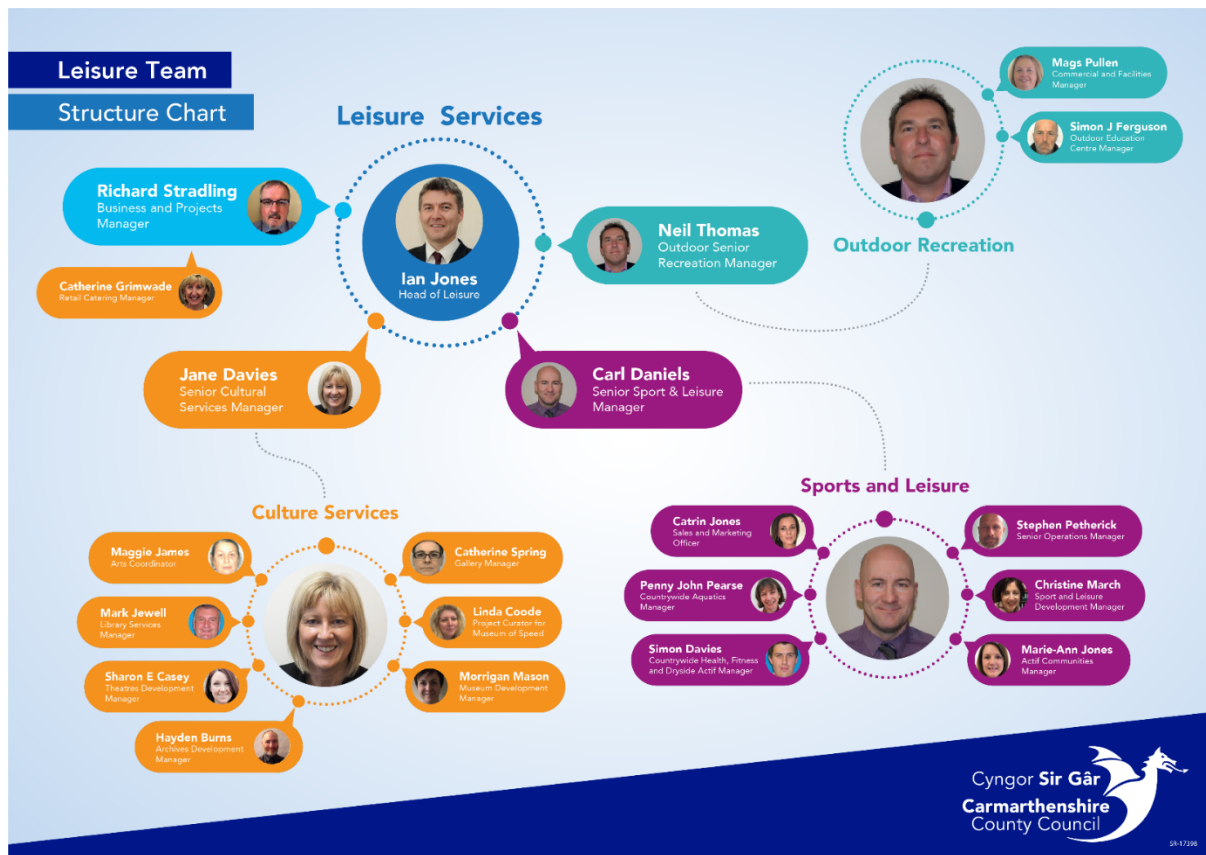 Leisure Team
Structure Chart
Leisure Services
Ian Jones
Head of Leisure
Richard Stradling
Business and Projects
Manager
Catherine Grimwade
Retail Catering Manager
Neil Thomas
Outdoor Senior
Recreation Manager
Jane Davies
Senior Cultural
Services Manager
Carl Daniels
Senior Sport & Leisure
Manager
Mags Pullen
Commercial and Facilities
Manager
Simon J Ferguson
Outdoor Education
Centre Manager
Outdoor Recreation
Culture Services
Maggie James
Arts Coordinator
Mark Jewell
Library Services
Manager
Sharon E Casey
Theatres Development
Manager
Hayden Burns
Archives Development
Manager
Catherine Spring
Gallery Manager
Linda Coode
Project Curator for
Museum of Speed
Morrigan Mason
Museum Development
Manager
Sports and Leisure
Catrin Jones
Sales and Marketing
Officer
Penny John Pearse
Countrywide Aquatics
Manager
Simon Davies
Countrywide Health, Fitness
and Dryside Actif Manager
Stephen Petherick
Senior Operations Manager
Christine March
Sport and Leisure
Development Manager
Marie-Ann Jones
Actif Communities
Manager
Cyngor Sir Gâr
Carmarthenshire
County Council
SR-17398